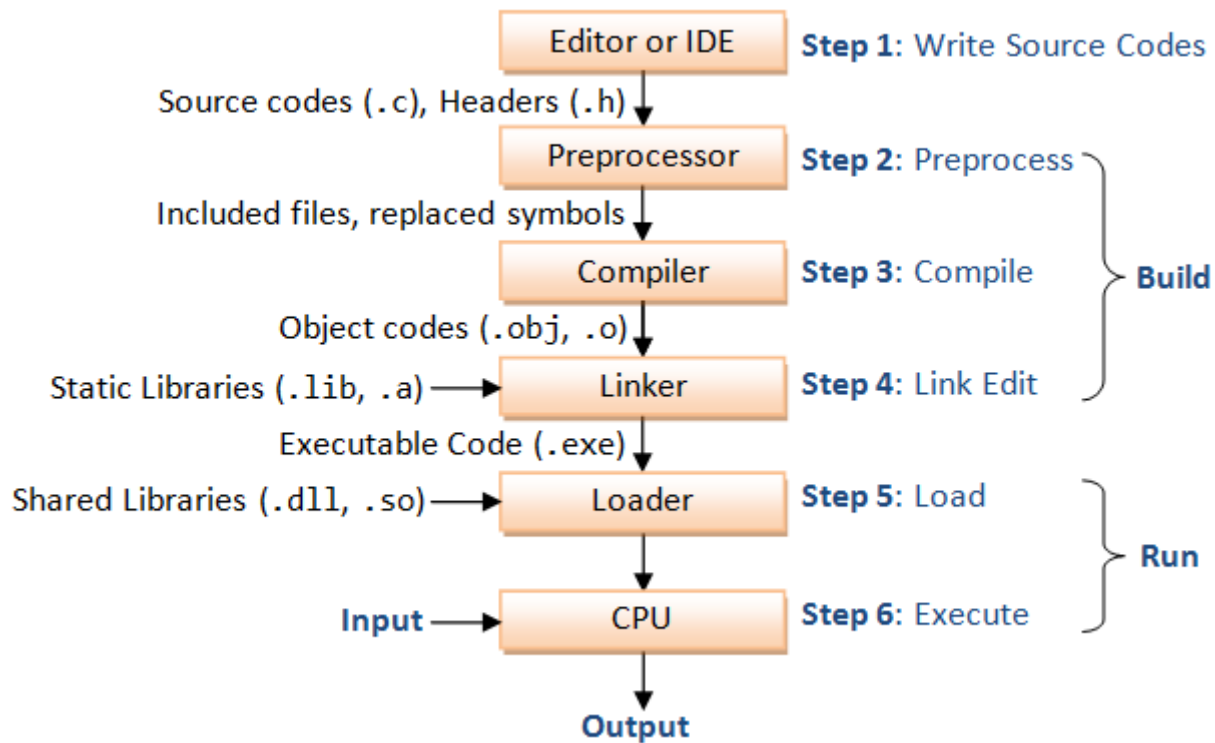 Editor or IDE
Step 1: Write Source Codes
Source codes (.c), Headers (.h)
Preprocessor
Step 2: Preprocess
Included files, replaced symbols
Compiler
Step 3: Compile
Build
Object codes (.obj, .o)
Static Libraries (.lib, .a)
Linker
Step 4: Link Edit
Executable Code (.exe)
Shared Libraries (.dll, .so)
Loader
Step 5: Load
Run
Input
CPU
Step 6: Execute
Output